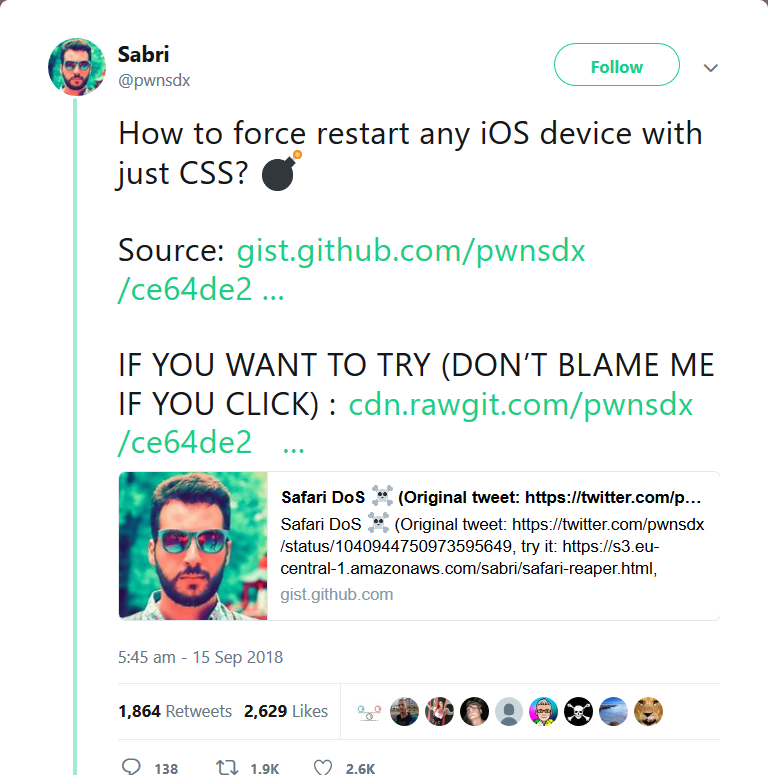 Sabri
@pwnsdx
Follow
How to force restart any iOS device with
just CSS? 💣
Source: gist.github.com/pwnsdx
/ce64de2 …
IF YOU WANT TO TRY (DON’T BLAME ME
IF YOU CLICK) : cdn.rawgit.com/pwnsdx
/ce64de2 …
Safari DoS ☠️ (Original tweet: https://twitter.com/p…
Safari DoS ☠️ (Original tweet: https://twitter.com/pwnsdx
/status/1040944750973595649, try it: https://s3.eu-
central-1.amazonaws.com/sabri/safari-reaper.html,
gist.github.com
5:45 am - 15 Sep 2018
1,864 Retweets 2,629 Likes
138 1.9K 2.6K